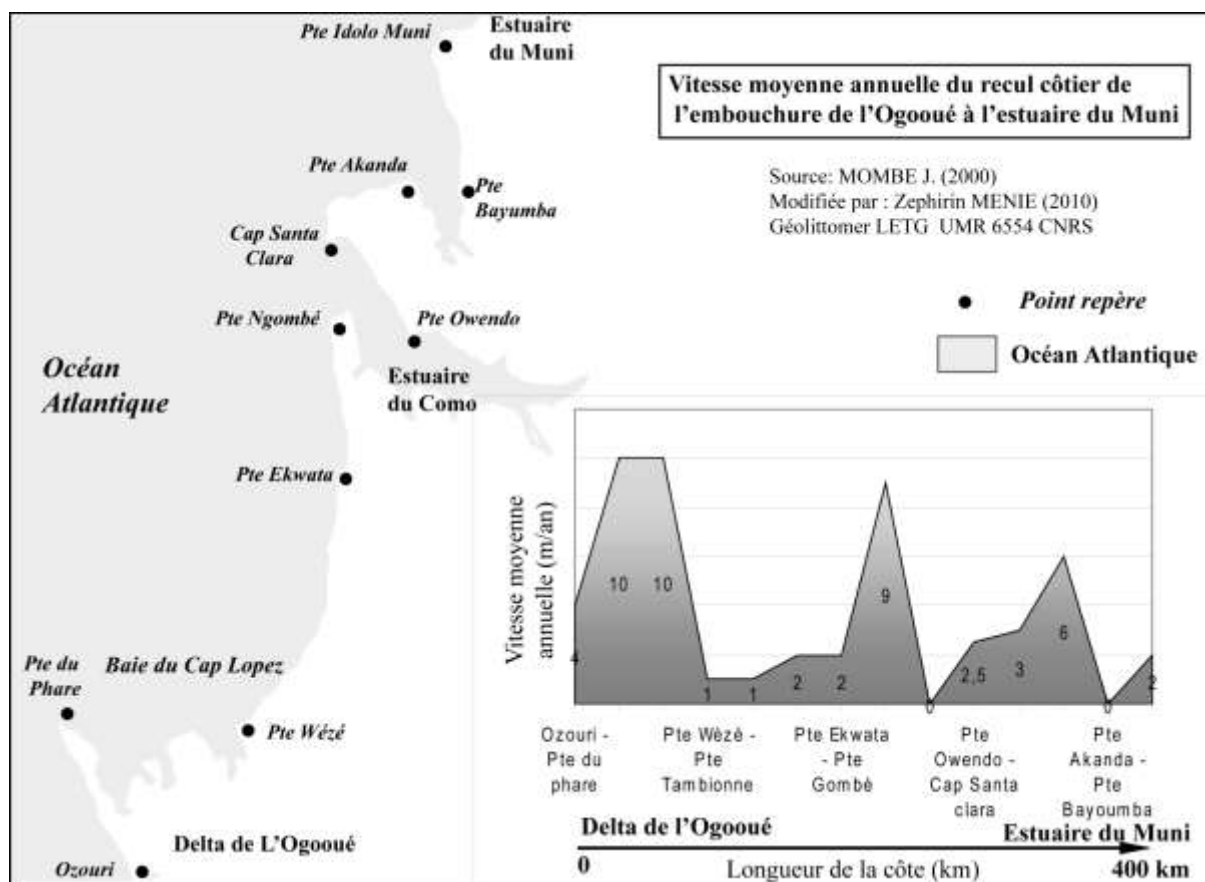 Pte Idolo Muni
Estuaire
du Muni
Vitesse moyenne annuelle du recul côtier de
l'embouchure de l'Ogooué à l'estuaire du Muni
Pte Akanda
Pte
Bayumba
Source: MOMBE J. (2000)
Modifiée par : Zephirin MENIE (2010)
Géolittomer LETG UMR 6554 CNRS
Cap Santa
Clara
Pte Ngombé
Pte Owendo
Point repère
Océan
Atlantique
Estuaire
du Como
Océan Atlantique
Pte Ekwata
Vitesse moyenne
annuelle (m/an)
4
10
10
1
1
2
2
9
0
2,5
3
6
0
2
Pte du
Phare
Baie du Cap Lopez
Pte Wézé
Ozouri -
Pte du
phare
Pte Wèzè -
Pte
Tambionne
Pte Ekwata
- Pte
Gombè
Pte
Owendo -
Cap Santa
clara
Pte
Akanda -
Pte
Bayoumba
Delta de L'Ogooué
Ozouri
Delta de l'Ogooué
Estuaire du Muni
0
Longueur de la côte (km)
400 km